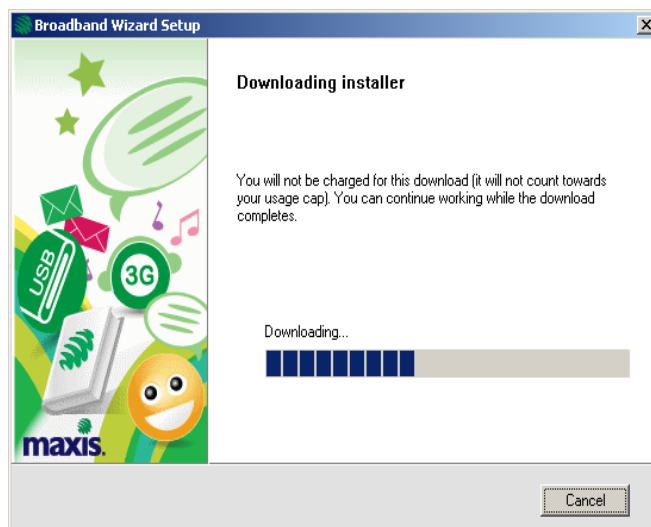 Broadband Wizard Setup
Downloading installer
You will not be charged for this download (it will not count towards
your usage cap). You can continue working while the download
completes.
USB
3G
Downloading...
maxis.
Cancel